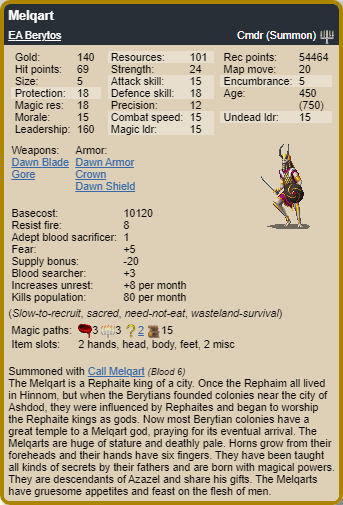 Melqart
EA Berytos Cmdr (Summon)
Gold: 140 Resources: 101 Rec points: 54464
Hit points: 69 Strength: 24 Map move: 20
Size: 5 Attack skill: 15 Encumbrance: 5
Protection: 18 Defence skill: 18 Age: 450
Magic res: 18 Precision: 12 (750)
Morale: 15 Combat speed: 15 Undead ldr: 15
Leadership: 160 Magic ldr: 15
Weapons: Armor:
Dawn Blade Dawn Armor
Gore Crown
Dawn Shield
Basecost: 10120
Resist fire: 8
Adept blood sacrificer: 1
Fear: +5
Supply bonus: -20
Blood searcher: +3
Increases unrest: +8 per month
Kills population: 80 per month
(Slow-to-recruit, sacred, need-not-eat, wasteland-survival)
Magic paths: 3 3 ? 2 15
Item slots: 2 hands, head, body, feet, 2 misc
Summoned with Call Melqart (Blood 6)
The Melqart is a Rephaite king of a city. Once the Rephaim all lived
in Hinnom, but when the Berytians founded colonies near the city of
Ashdod, they were influenced by Rephaites and began to worship
the Rephaite kings as gods. Now most Berytian colonies have a
great temple to a Melqart god, praying for its eventual arrival. The
Melqarts are huge of stature and deathly pale. Horns grow from their
foreheads and their hands have six fingers. They have been taught
all kinds of secrets by their fathers and are born with magical powers.
They are descendants of Azazel and share his gifts. The Melqarts
have gruesome appetites and feast on the flesh of men.